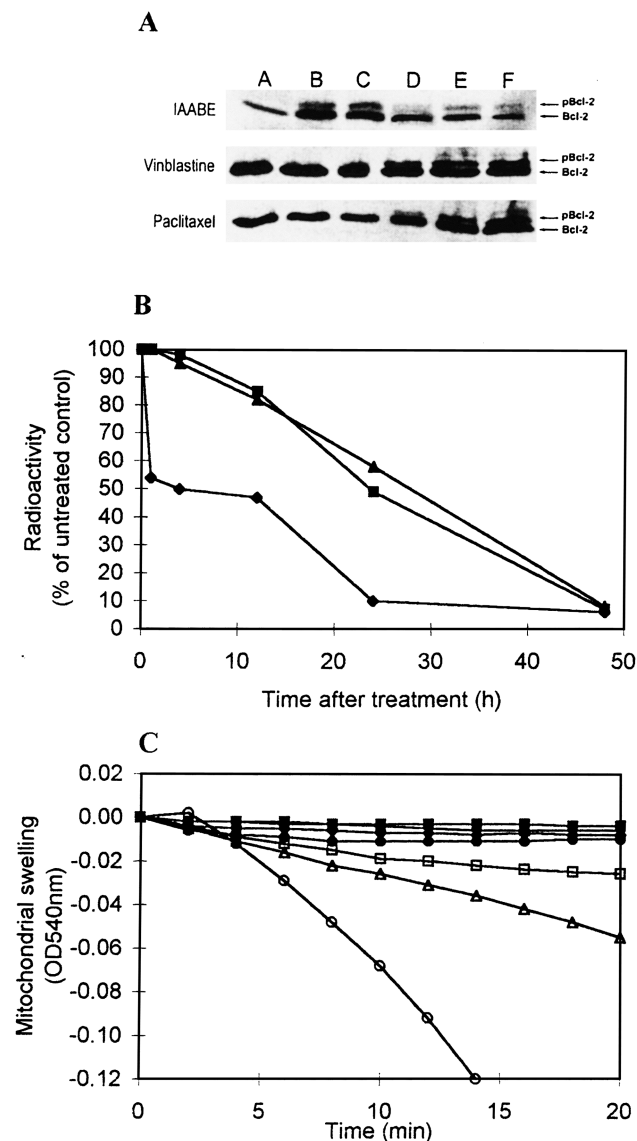 A
A B C D E F
IAABE
pBcl-2
Bcl-2
Vinblastine
pBcl-2
Bcl-2
Paclitaxel
pBcl-2
Bcl-2
B
Radioactivity
(% of untreated control)
100
90
80
70
60
50
40
30
20
10
0
0 10 20 30 40 50
Time after treatment (h)
C
Mitochondrial swelling
(OD540nm)
0.02
0.00
-0.02
-0.04
-0.06
-0.08
-0.10
-0.12
0 5 10 15 20
Time (min)